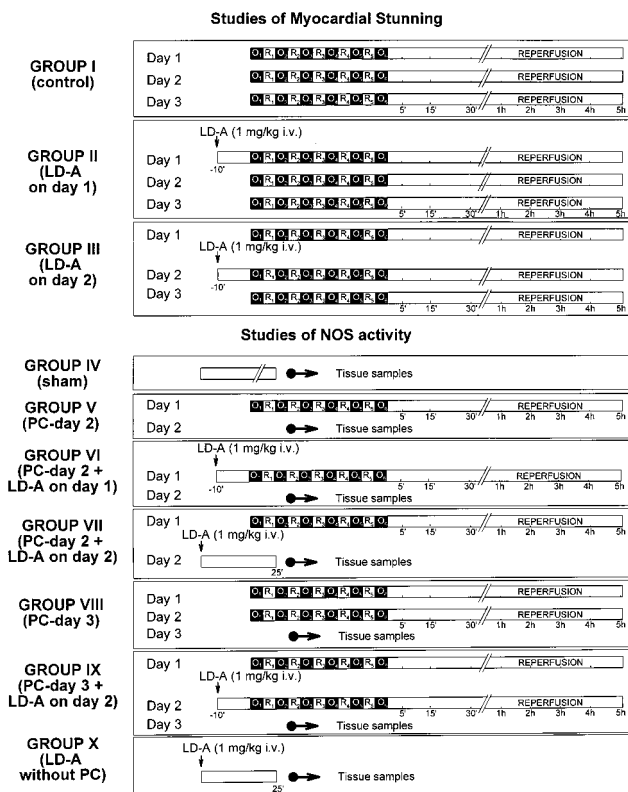 Studies of Myocardial Stunning
GROUP I
(control)
Day 1 O₁ R₁ O₂ R₂ O₃ R₃ O₄ R₄ O₅ R₅ O₆ REPERFUSION
Day 2 O₁ R₁ O₂ R₂ O₃ R₃ O₄ R₄ O₅ R₅ O₆ REPERFUSION
Day 3 O₁ R₁ O₂ R₂ O₃ R₃ O₄ R₄ O₅ R₅ O₆ REPERFUSION
5' 15' 30' 1h 2h 3h 4h 5h
GROUP II
(LD-A
on day 1)
LD-A (1 mg/kg i.v.)
Day 1 O₁ R₁ O₂ R₂ O₃ R₃ O₄ R₄ O₅ R₅ O₆ REPERFUSION
-10'
Day 2 O₁ R₁ O₂ R₂ O₃ R₃ O₄ R₄ O₅ R₅ O₆ REPERFUSION
Day 3 O₁ R₁ O₂ R₂ O₃ R₃ O₄ R₄ O₅ R₅ O₆ REPERFUSION
5' 15' 30' 1h 2h 3h 4h 5h
GROUP III
(LD-A
on day 2)
Day 1 O₁ R₁ O₂ R₂ O₃ R₃ O₄ R₄ O₅ R₅ O₆ REPERFUSION
LD-A (1 mg/kg i.v.)
Day 2 O₁ R₁ O₂ R₂ O₃ R₃ O₄ R₄ O₅ R₅ O₆ REPERFUSION
-10'
Day 3 O₁ R₁ O₂ R₂ O₃ R₃ O₄ R₄ O₅ R₅ O₆ REPERFUSION
5' 15' 30' 1h 2h 3h 4h 5h
Studies of NOS activity
GROUP IV
(sham)
Tissue samples
GROUP V
(PC-day 2)
Day 1 O₁ R₁ O₂ R₂ O₃ R₃ O₄ R₄ O₅ R₅ O₆ REPERFUSION
5' 15' 30' 1h 2h 3h 4h 5h
Day 2 Tissue samples
GROUP VI
(PC-day 2 +
LD-A on day 1)
LD-A (1 mg/kg i.v.)
Day 1 O₁ R₁ O₂ R₂ O₃ R₃ O₄ R₄ O₅ R₅ O₆ REPERFUSION
-10' 5' 15' 30' 1h 2h 3h 4h 5h
Day 2 Tissue samples
GROUP VII
(PC-day 2 +
LD-A on day 2)
Day 1 O₁ R₁ O₂ R₂ O₃ R₃ O₄ R₄ O₅ R₅ O₆ REPERFUSION
5' 15' 30' 1h 2h 3h 4h 5h
LD-A (1 mg/kg i.v.)
Day 2 Tissue samples
25'
GROUP VIII
(PC-day 3)
Day 1 O₁ R₁ O₂ R₂ O₃ R₃ O₄ R₄ O₅ R₅ O₆ REPERFUSION
Day 2 O₁ R₁ O₂ R₂ O₃ R₃ O₄ R₄ O₅ R₅ O₆ REPERFUSION
5' 15' 30' 1h 2h 3h 4h 5h
Day 3 Tissue samples
GROUP IX
(PC-day 3 +
LD-A on day 2)
Day 1 O₁ R₁ O₂ R₂ O₃ R₃ O₄ R₄ O₅ R₅ O₆ REPERFUSION
LD-A (1 mg/kg i.v.)
Day 2 O₁ R₁ O₂ R₂ O₃ R₃ O₄ R₄ O₅ R₅ O₆ REPERFUSION
-10' 5' 15' 30' 1h 2h 3h 4h 5h
Day 3 Tissue samples
GROUP X
(LD-A
without PC)
LD-A (1 mg/kg i.v.)
Tissue samples
25'